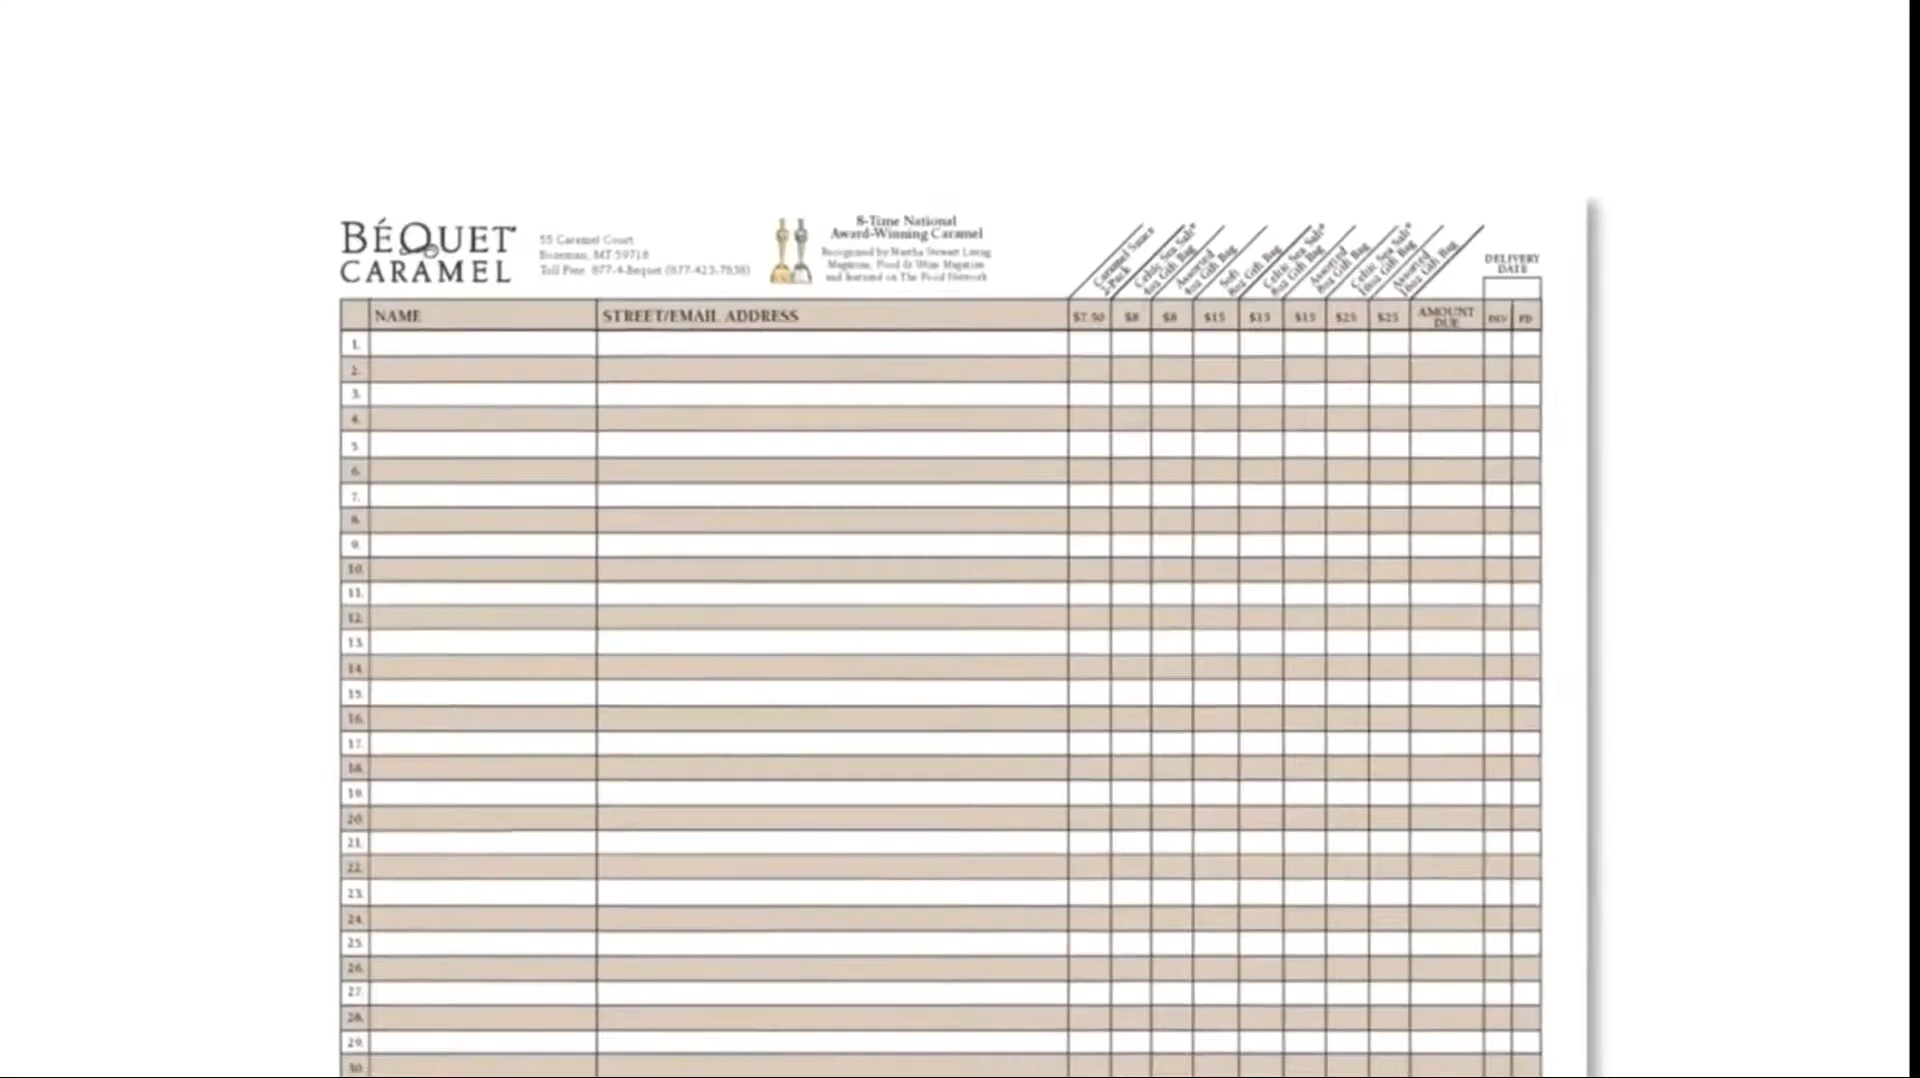 BÉQUET
CARAMEL
55 Caramel Court
Bozeman, MT 59718
Toll Free 877-4-Bequet (877-423-7838)
8-Time National
Award-Winning Caramel
Recognized by Martha Stewart Living
Magazine, Food & Wine Magazine
and featured on The Food Network
Caramel Sauce
2-Pack
Celtic Sea Salt®
4oz Gift Bag
Assorted
4oz Gift Bag
Soft
8oz Gift Bag
Celtic Sea Salt®
8oz Gift Bag
Assorted
8oz Gift Bag
Celtic Sea Salt®
16oz Gift Bag
Assorted
16oz Gift Bag
DELIVERY
DATE
NAME STREET/EMAIL ADDRESS $7.50 $8 $8 $15 $15 $15 $25 $25 AMOUNT DUE PD
1.
2.
3.
4.
5.
6.
7.
8.
9.
10.
11.
12.
13.
14.
15.
16.
17.
18.
19.
20.
21.
22.
23.
24.
25.
26.
27.
28.
29.
30.